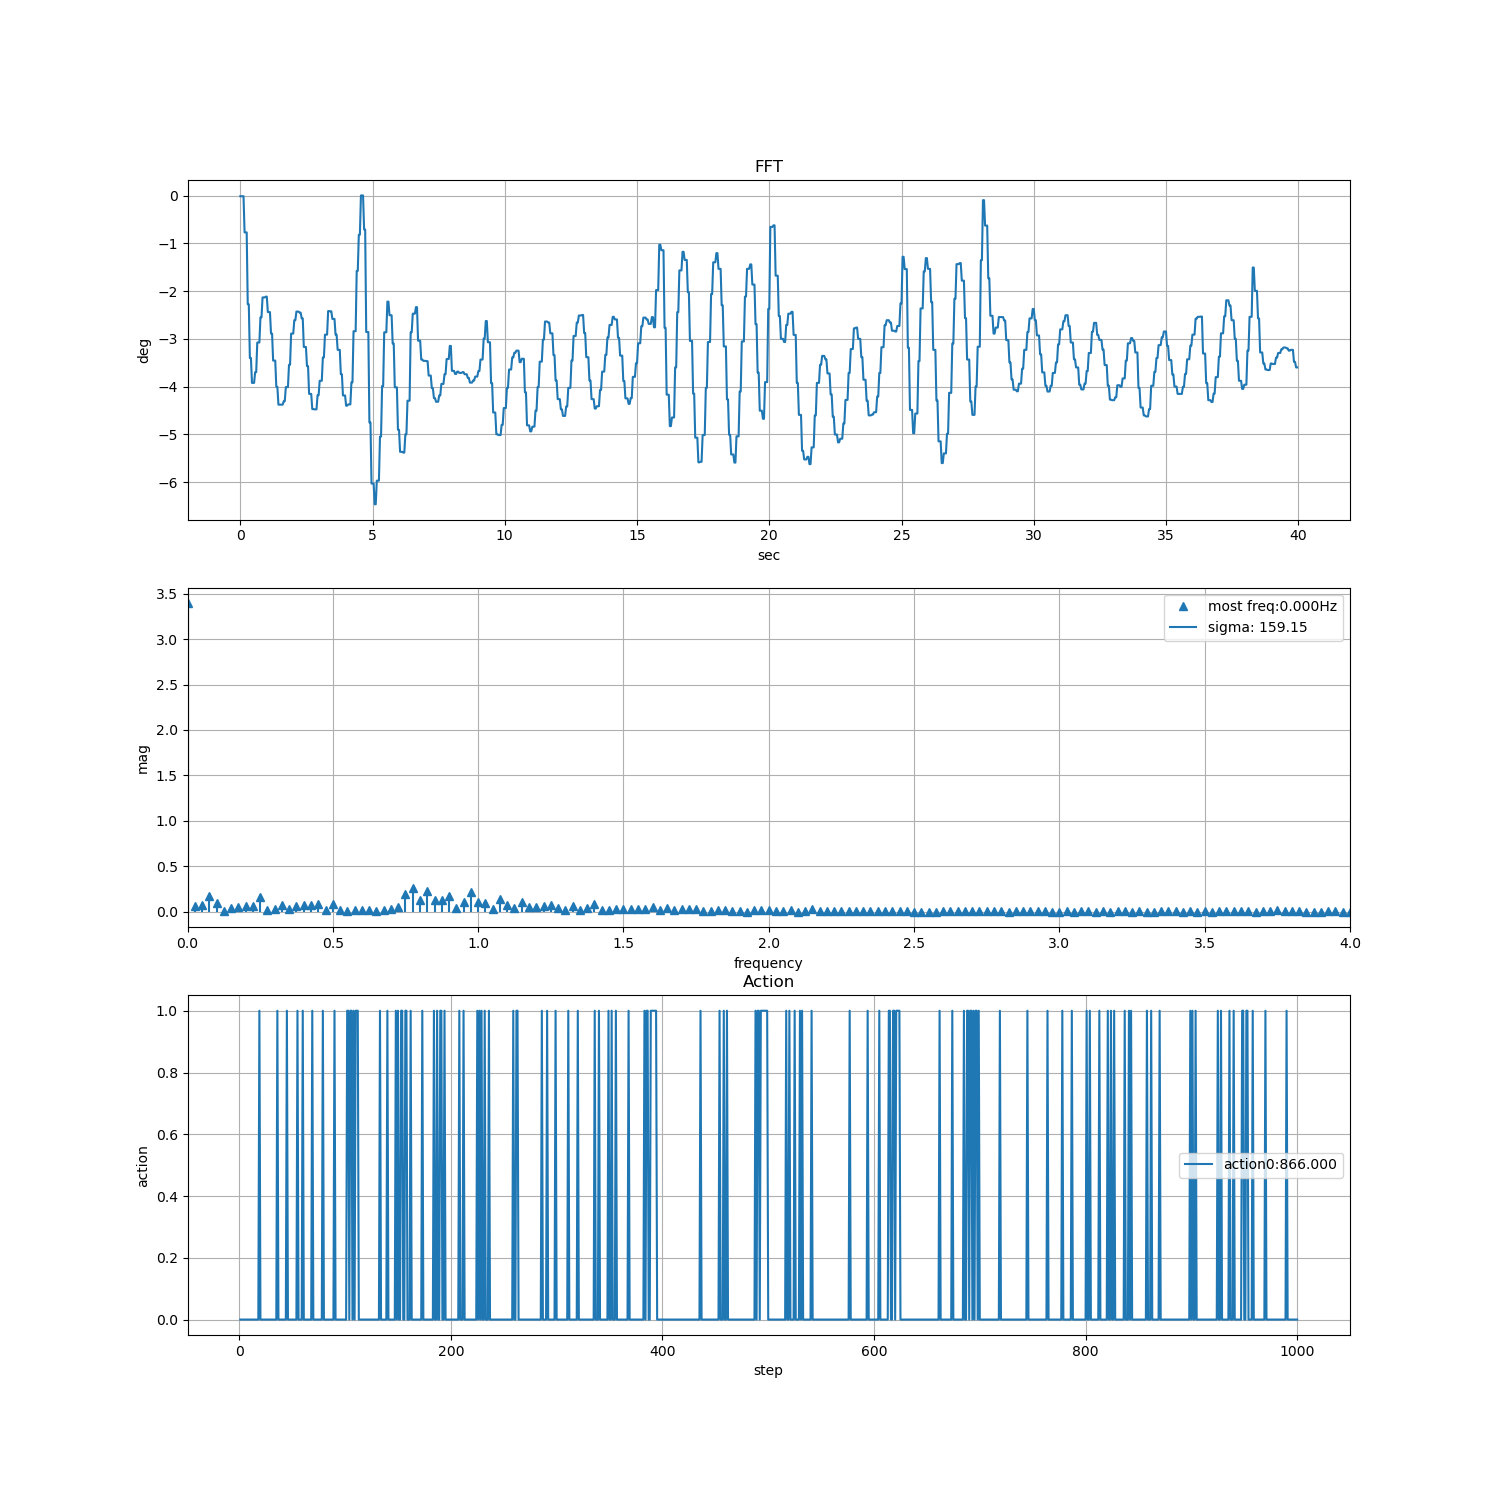 FFT
0
−1
−2
−3
−4
−5
−6
deg
0 5 10 15 20 25 30 35 40
sec
3.5
3.0
2.5
2.0
1.5
1.0
0.5
0.0
mag
most freq:0.000Hz
sigma: 159.15
0.0 0.5 1.0 1.5 2.0 2.5 3.0 3.5 4.0
frequency
Action
1.0
0.8
0.6
0.4
0.2
0.0
action
action0:866.000
0 200 400 600 800 1000
step